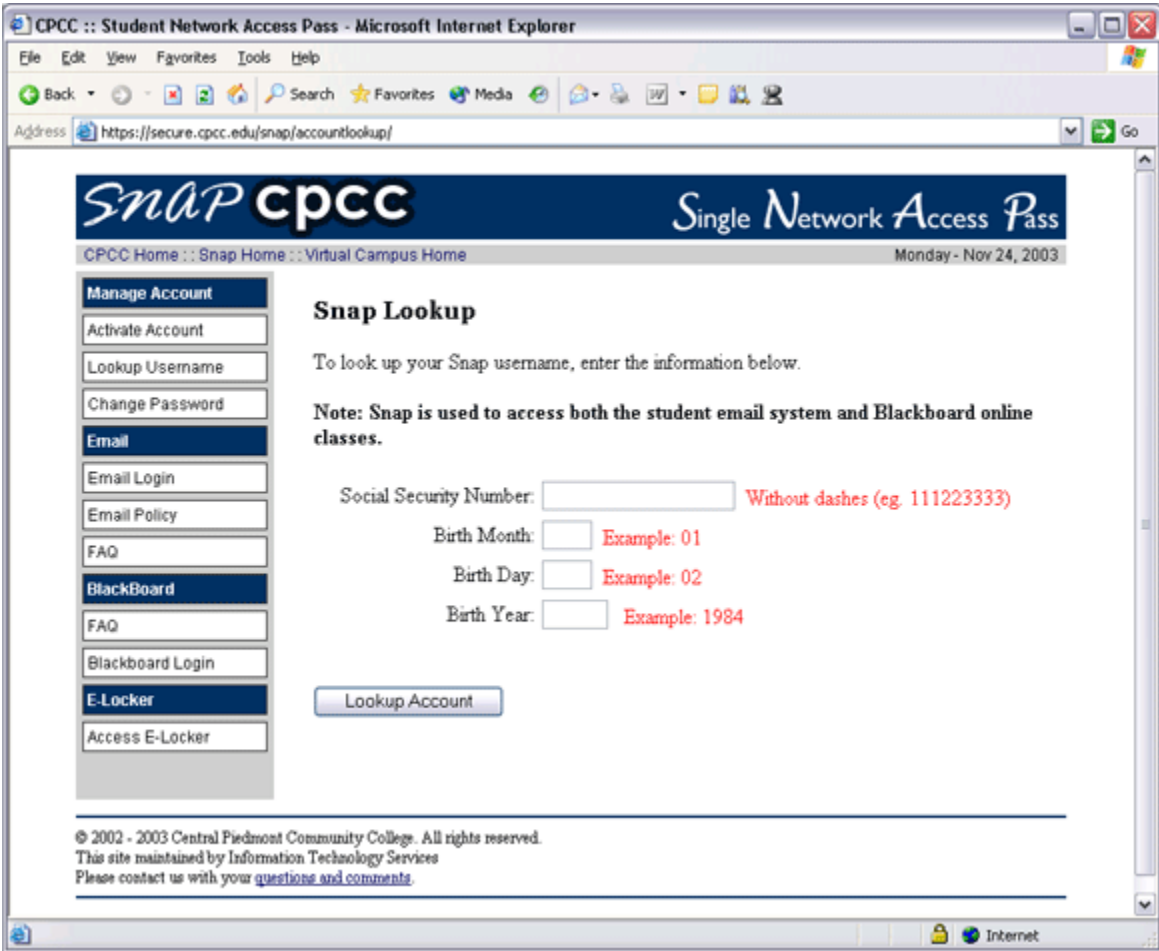 CPCC :: Student Network Access Pass - Microsoft Internet Explorer
File Edit View Favorites Tools Help
Back Search Favorites Media
Address https://secure.cpcc.edu/snap/accountlookup/ Go
SNAP cpcc Single Network Access Pass
CPCC Home :: Snap Home :: Virtual Campus Home Monday - Nov 24, 2003
Manage Account
Activate Account
Lookup Username
Change Password
Email
Email Login
Email Policy
FAQ
BlackBoard
FAQ
Blackboard Login
E-Locker
Access E-Locker
Snap Lookup
To look up your Snap username, enter the information below.
Note: Snap is used to access both the student email system and Blackboard online
classes.
Social Security Number: Without dashes (eg. 111223333)
Birth Month: Example: 01
Birth Day: Example: 02
Birth Year: Example: 1984
Lookup Account
© 2002 - 2003 Central Piedmont Community College. All rights reserved.
This site maintained by Information Technology Services
Please contact us with your questions and comments.
Internet